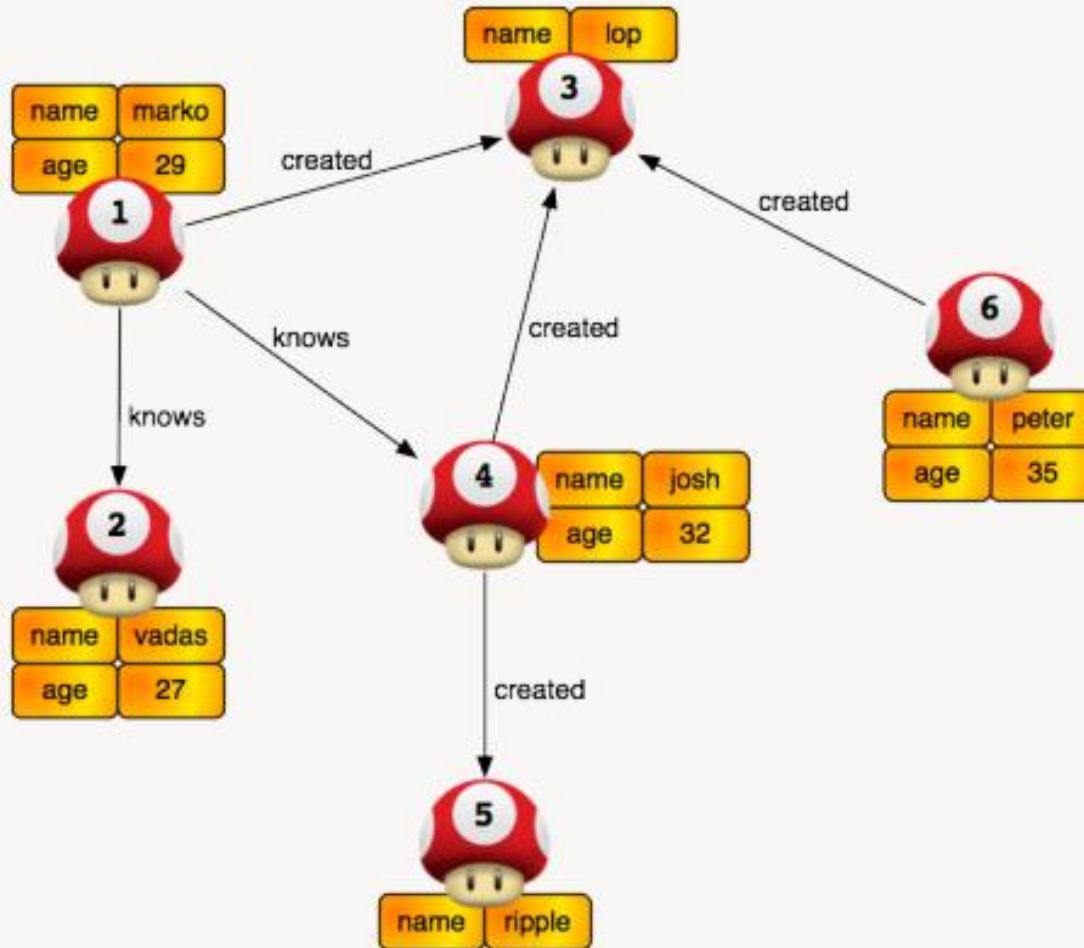 name lop
3
name marko
age 29
created
1
created
6
knows
created
name peter
knows
4
name josh
age 35
2
age 32
name vadas
age 27
created
5
name ripple